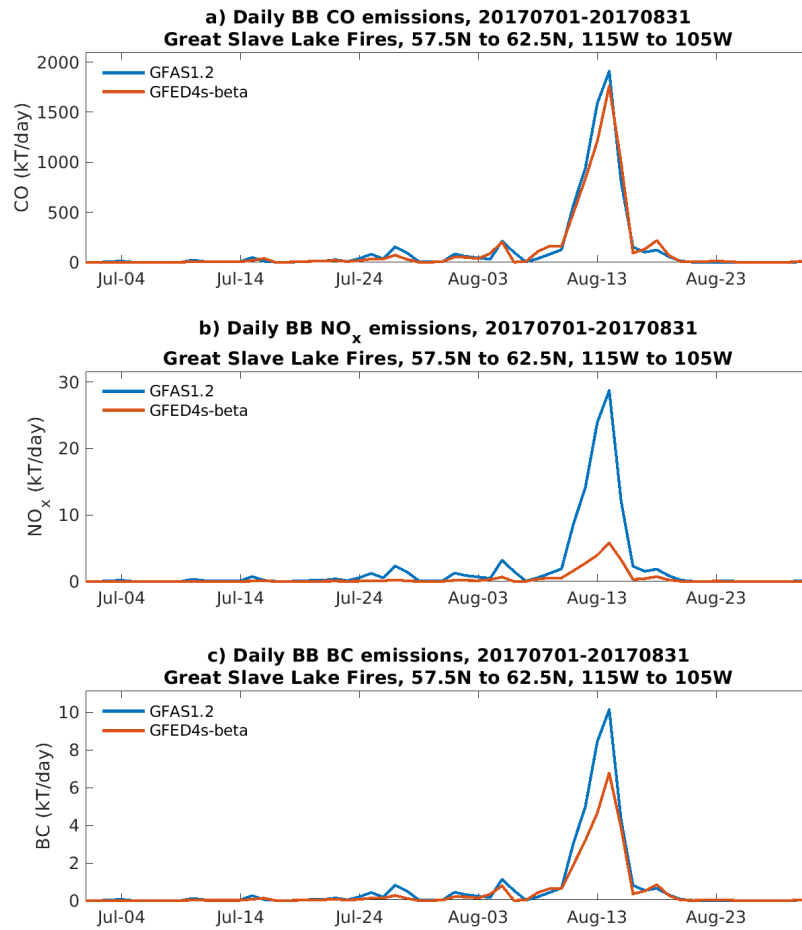 a) Daily BB CO emissions, 20170701-20170831
Great Slave Lake Fires, 57.5N to 62.5N, 115W to 105W
2000
1500
1000
500
0
CO (kT/day)
GFAS1.2
GFED4s-beta
Jul-04 Jul-14 Jul-24 Aug-03 Aug-13 Aug-23
b) Daily BB NOx emissions, 20170701-20170831
Great Slave Lake Fires, 57.5N to 62.5N, 115W to 105W
30
20
10
0
NOx (kT/day)
GFAS1.2
GFED4s-beta
Jul-04 Jul-14 Jul-24 Aug-03 Aug-13 Aug-23
c) Daily BB BC emissions, 20170701-20170831
Great Slave Lake Fires, 57.5N to 62.5N, 115W to 105W
10
8
6
4
2
0
BC (kT/day)
GFAS1.2
GFED4s-beta
Jul-04 Jul-14 Jul-24 Aug-03 Aug-13 Aug-23